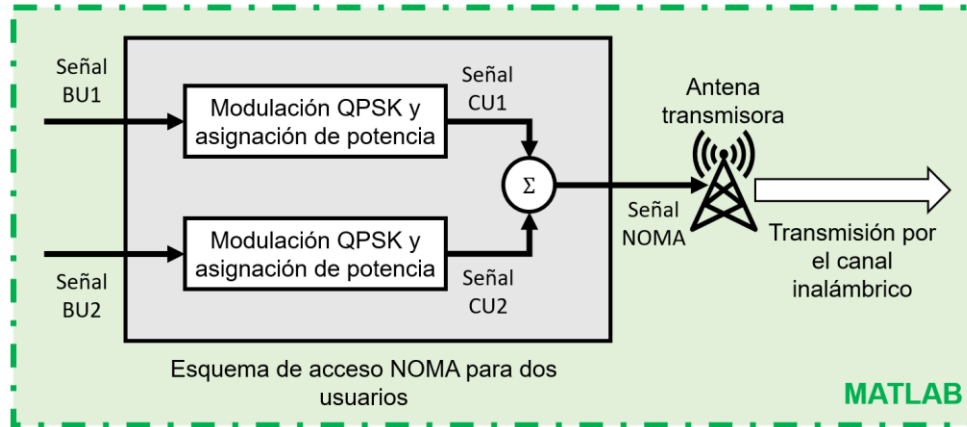 Señal
BU1
Modulación QPSK y
asignación de potencia
Señal
CU1
Σ
Señal
BU2
Modulación QPSK y
asignación de potencia
Señal
CU2
Señal
NOMA
Antena
transmisora
Transmisión por
el canal
inalámbrico
Esquema de acceso NOMA para dos
usuarios
MATLAB